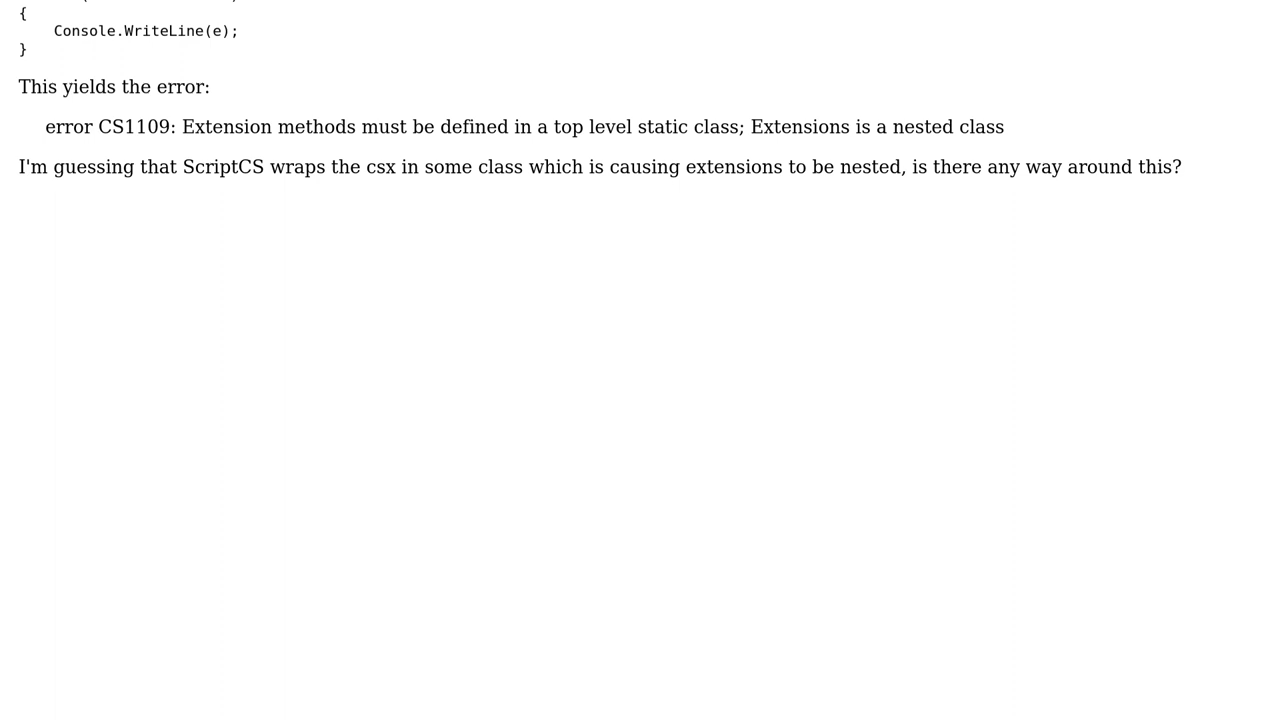 {
    Console.WriteLine(e);
}
This yields the error:
error CS1109: Extension methods must be defined in a top level static class; Extensions is a nested class
I'm guessing that ScriptCS wraps the csx in some class which is causing extensions to be nested, is there any way around this?